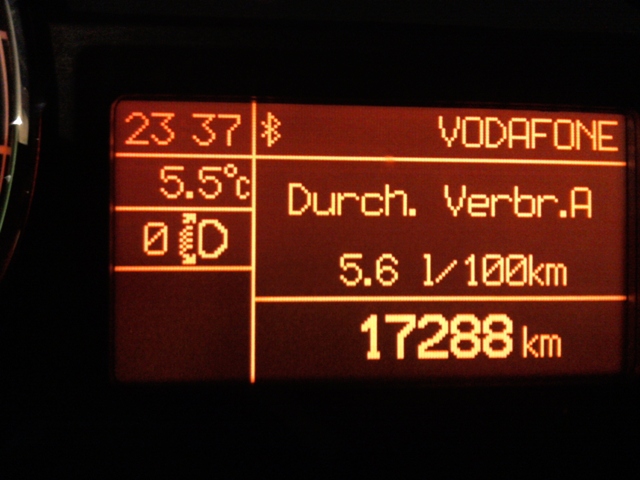 23 37 VODAFONE
5.5°C
Durch. Verbr.A
0
5.6 l/100km
17288 km